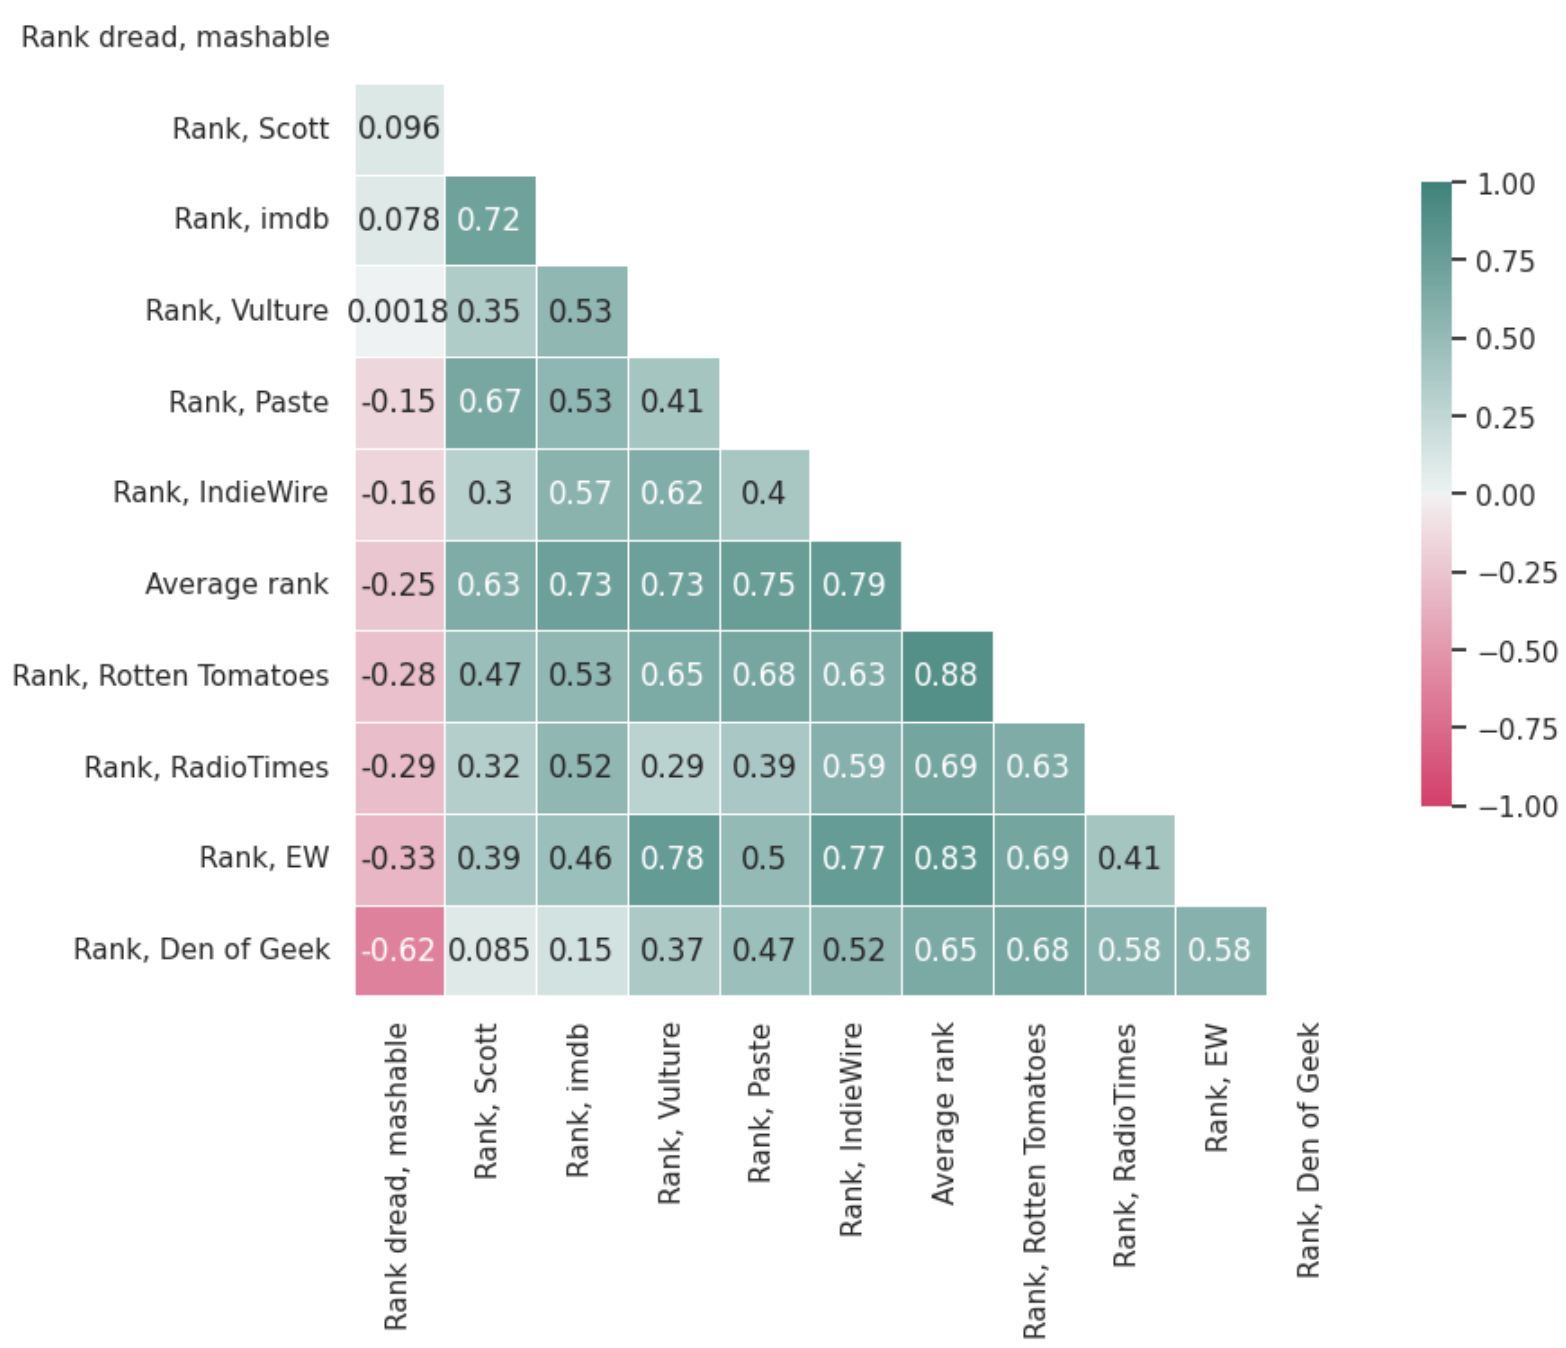 Rank dread, mashable
Rank, Scott 0.096
Rank, imdb 0.078 0.72
Rank, Vulture 0.0018 0.35 0.53
Rank, Paste -0.15 0.67 0.53 0.41
Rank, IndieWire -0.16 0.3 0.57 0.62 0.4
Average rank -0.25 0.63 0.73 0.73 0.75 0.79
Rank, Rotten Tomatoes -0.28 0.47 0.53 0.65 0.68 0.63 0.88
Rank, RadioTimes -0.29 0.32 0.52 0.29 0.39 0.59 0.69 0.63
Rank, EW -0.33 0.39 0.46 0.78 0.5 0.77 0.83 0.69 0.41
Rank, Den of Geek -0.62 0.085 0.15 0.37 0.47 0.52 0.65 0.68 0.58 0.58
Rank dread, mashable
Rank, Scott
Rank, imdb
Rank, Vulture
Rank, Paste
Rank, IndieWire
Average rank
Rank, Rotten Tomatoes
Rank, RadioTimes
Rank, EW
Rank, Den of Geek
1.00
0.75
0.50
0.25
0.00
−0.25
−0.50
−0.75
−1.00